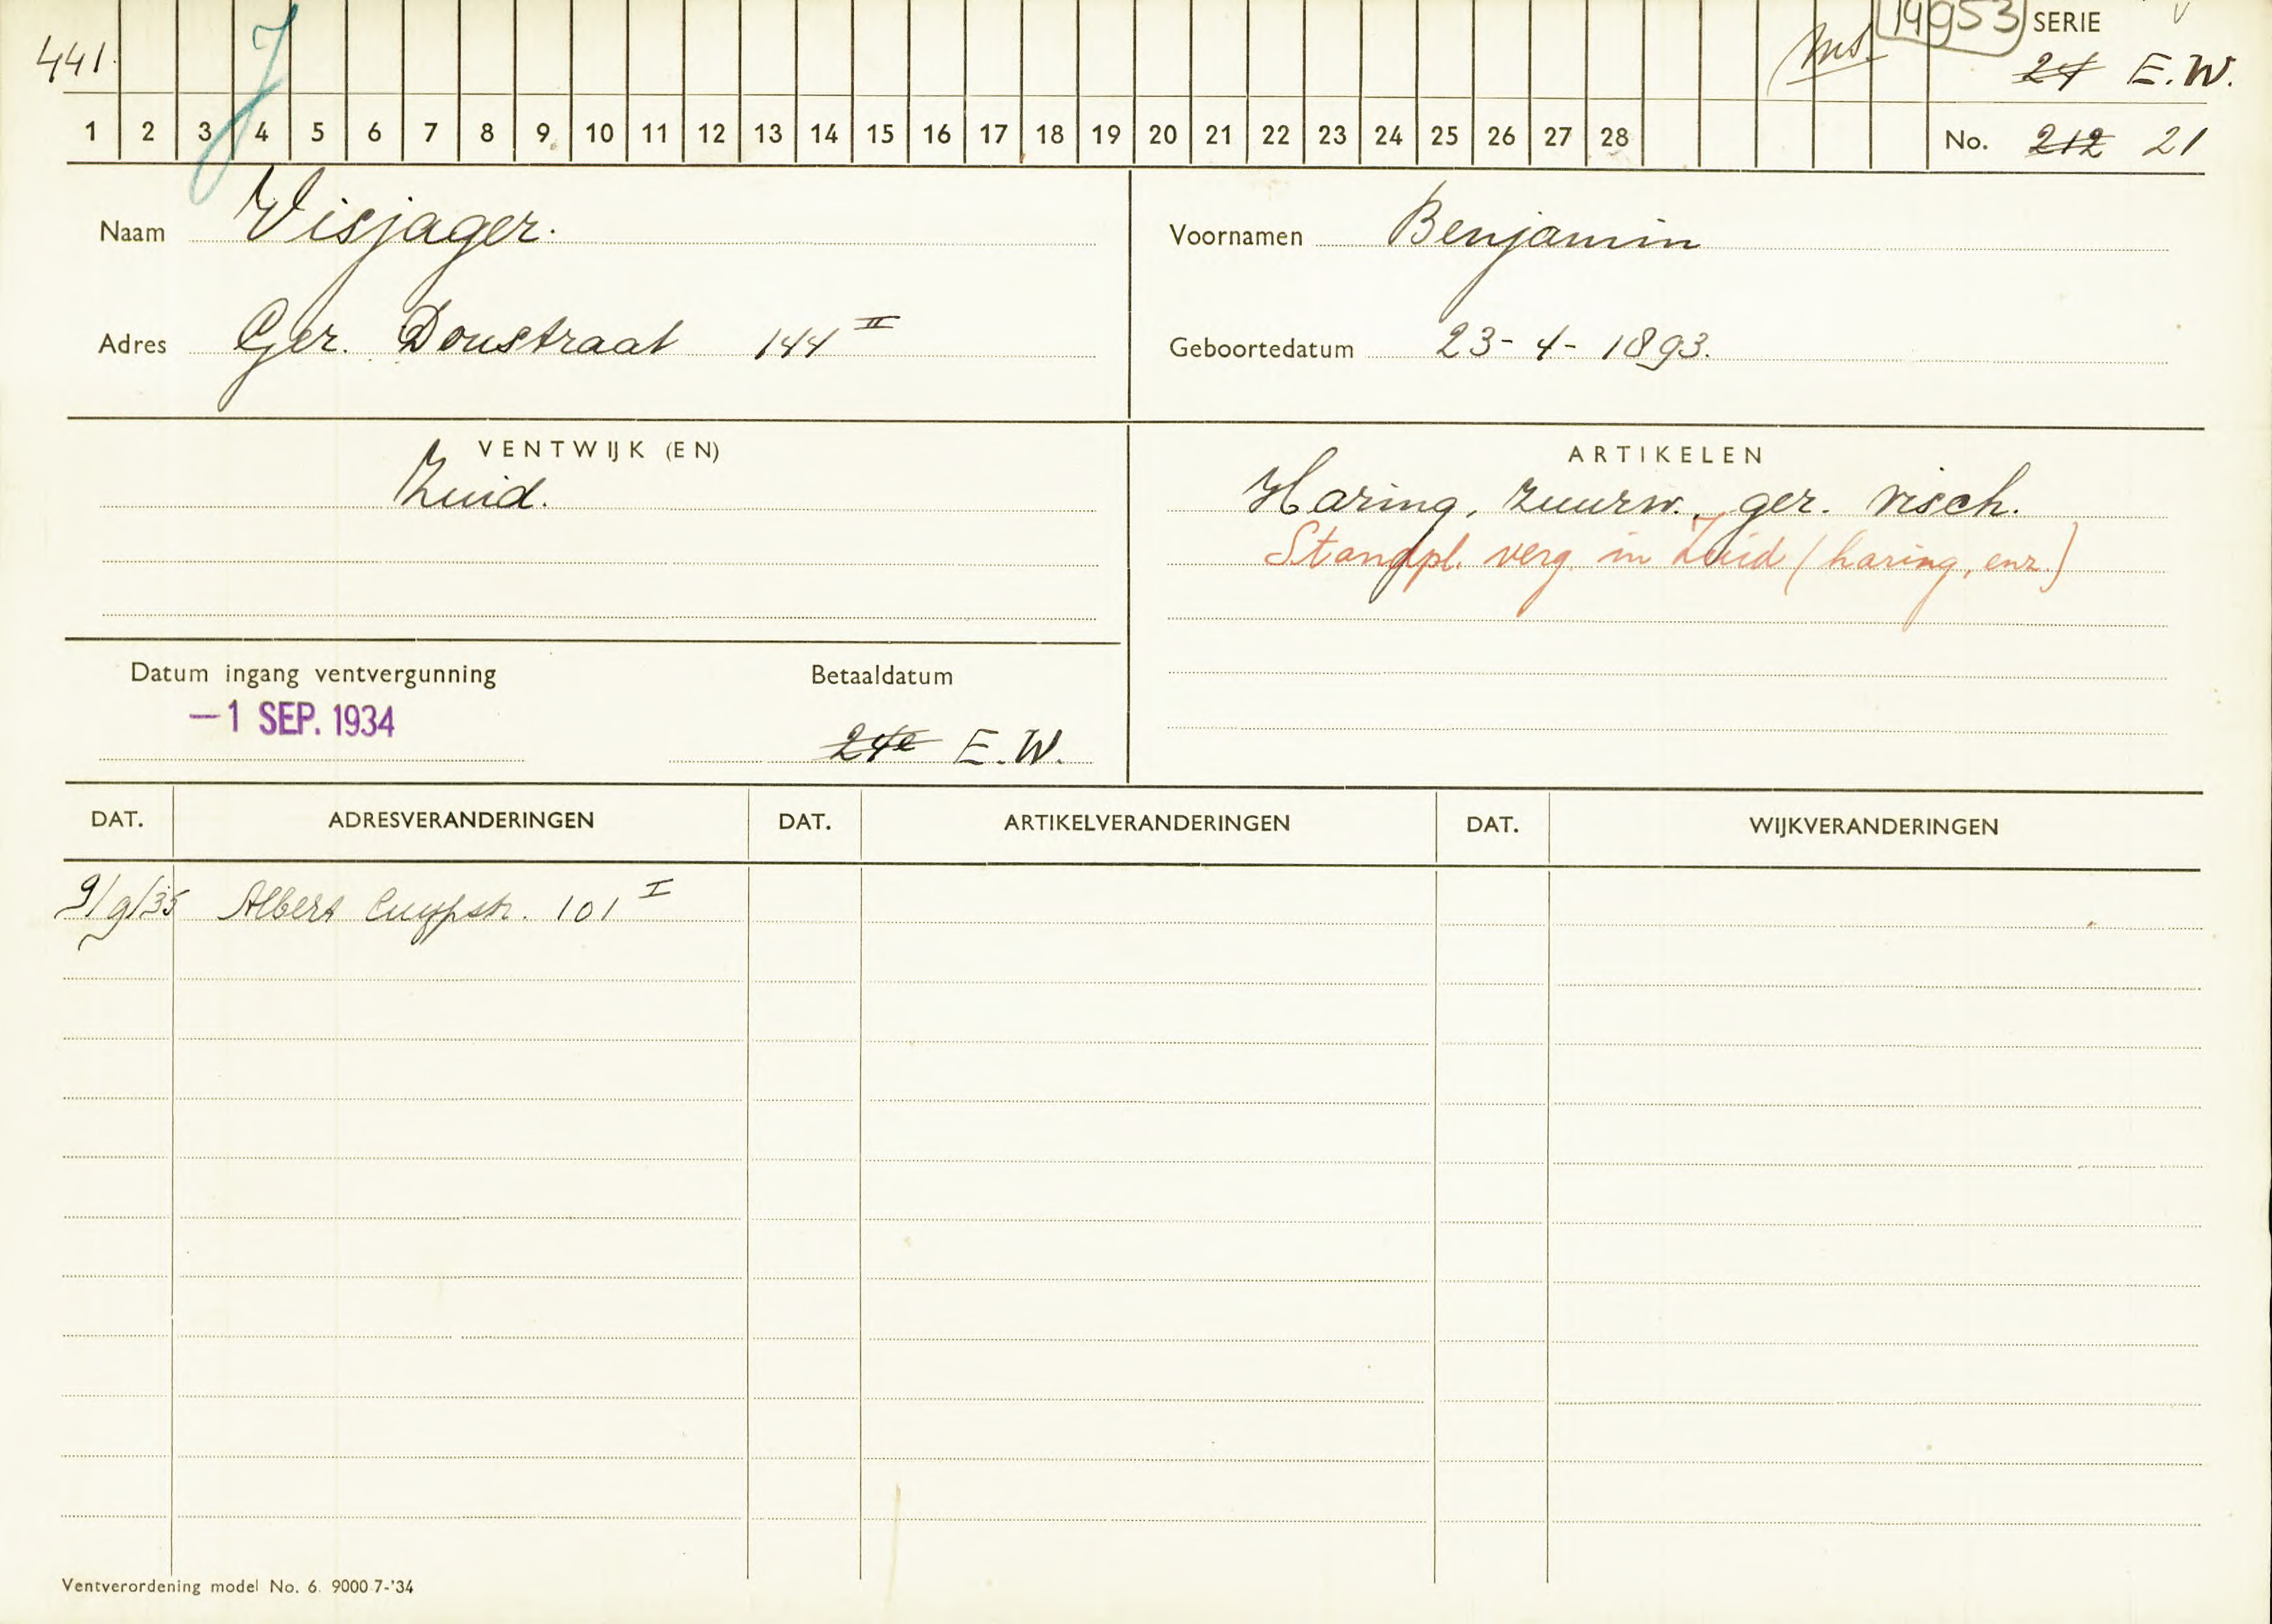 14953 SERIE
441. J Ms. 24 E.W.
1 2 3 4 5 6 7 8 9 10 11 12 13 14 15 16 17 18 19 20 21 22 23 24 25 26 27 28 No. 212 21
Naam Visjager. Voornamen Benjamin
Adres Ger. Doustraat 144 II Geboortedatum 23-4-1893.
VENTWIJK (EN) ARTIKELEN
Zuid. Haring, zuurw., ger. visch.
Standpl. verg. in Zuid (haring, enz.)
Datum ingang ventvergunning Betaaldatum
—1 SEP. 1934
24e E.W.
DAT. ADRESVERANDERINGEN DAT. ARTIKELVERANDERINGEN DAT. WIJKVERANDERINGEN
9/9/35 Albert Cuypstr. 101 I
Ventverordening model No. 6. 9000-7-'34